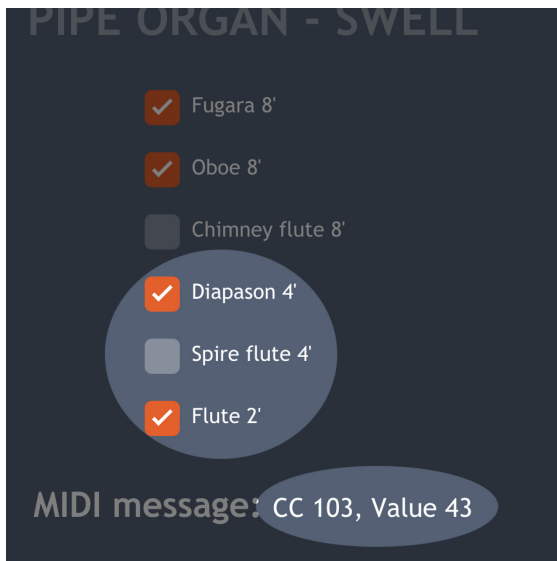 PIPE ORGAN - SWELL
Fugara 8'
Oboe 8'
Chimney flute 8'
Diapason 4'
Spire flute 4'
Flute 2'
MIDI message: CC 103, Value 43